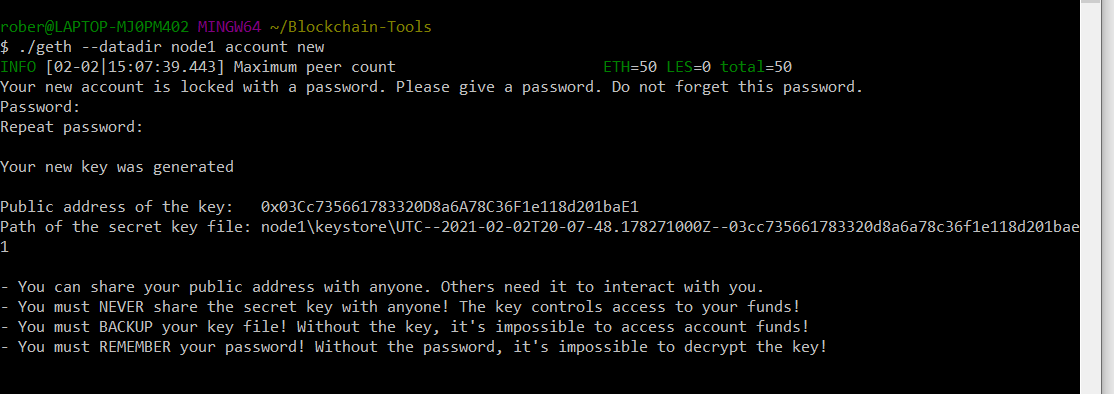 rober@LAPTOP-MJ0PM402 MINGW64 ~/Blockchain-Tools
$ ./geth --datadir node1 account new
INFO [02-02|15:07:39.443] Maximum peer count ETH=50 LES=0 total=50
Your new account is locked with a password. Please give a password. Do not forget this password.
Password:
Repeat password:
Your new key was generated
Public address of the key: 0x03Cc735661783320D8a6A78C36F1e118d201baE1
Path of the secret key file: node1\keystore\UTC--2021-02-02T20-07-48.178271000Z--03cc735661783320d8a6a78c36f1e118d201bae
1
- You can share your public address with anyone. Others need it to interact with you.
- You must NEVER share the secret key with anyone! The key controls access to your funds!
- You must BACKUP your key file! Without the key, it's impossible to access account funds!
- You must REMEMBER your password! Without the password, it's impossible to decrypt the key!